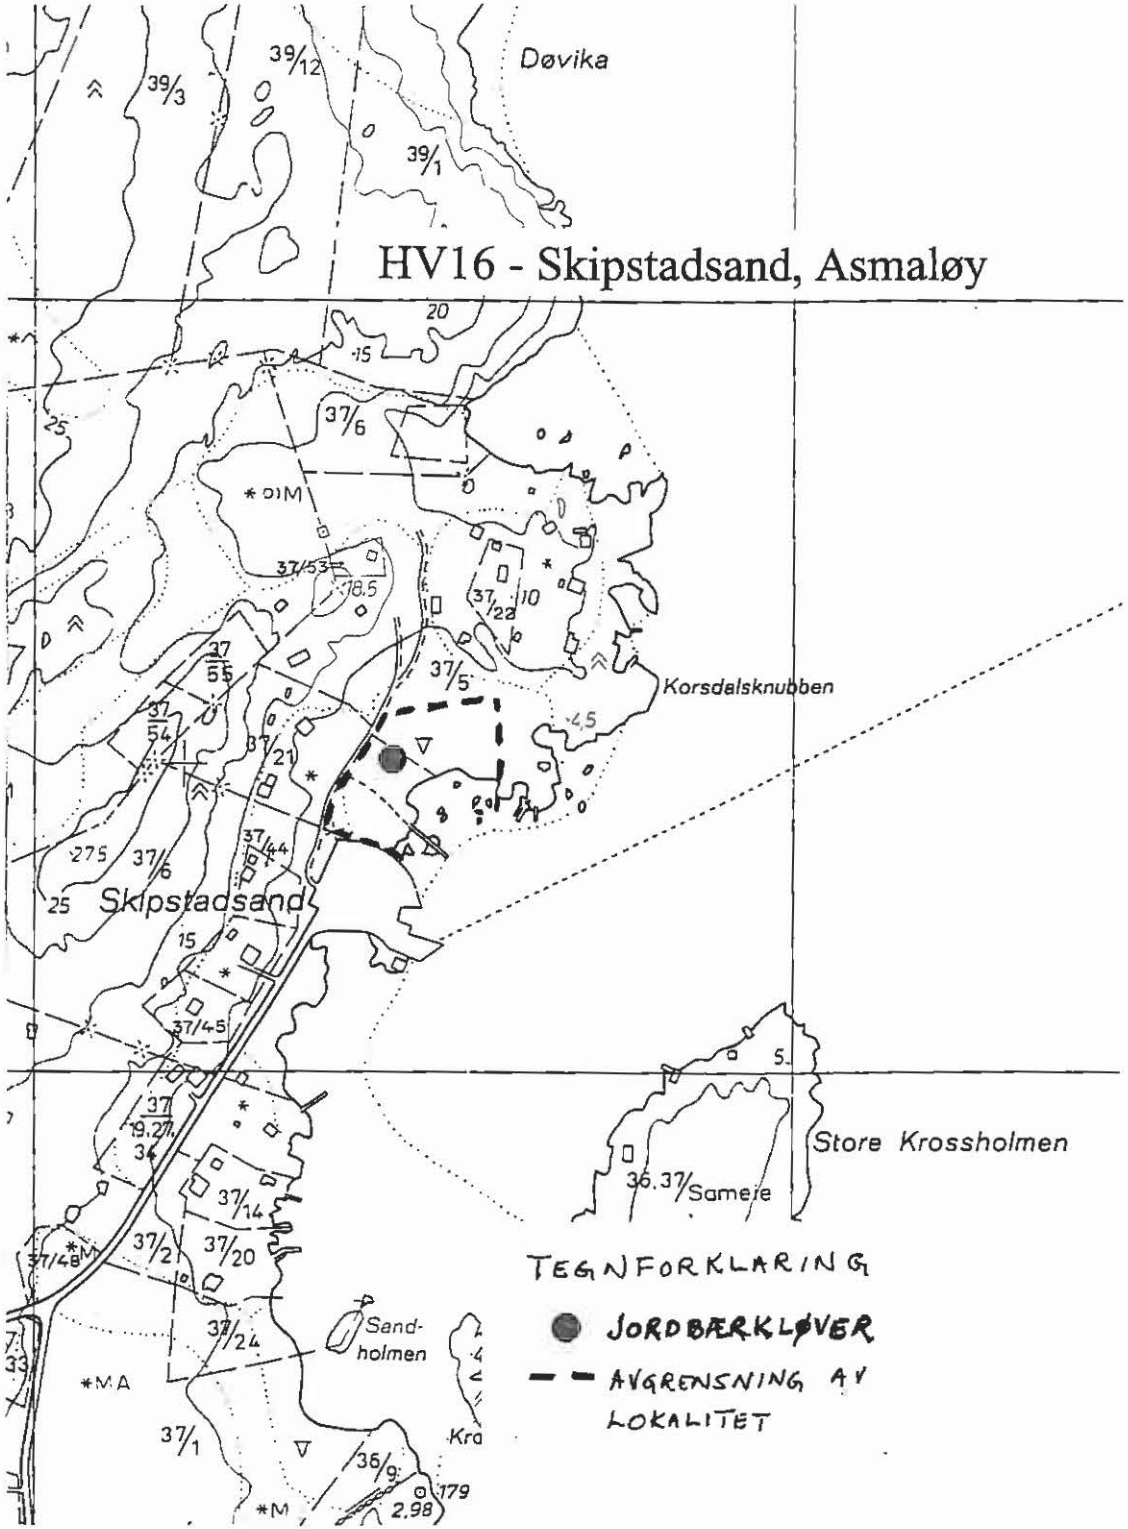 Døvika
39/12
39/3
39/1
HV16 - Skipstadsand, Asmaløy
20
15
25
37/6
37/53
18.5
37/22
10
37
55
37/5
Korsdalsknubben
4,5
37
54
37/21
37/44
275
37/6
25
Skipstadsand
15
37/45
5
37
19.27.
34
Store Krossholmen
36.37/Sameie
37/14
*M
37/48
37/2
37/20
TEGNFORKLARING
JORDBÆRKLØVER
37/24
Sand-
holmen
33
*MA
AVGRENSNING AV
LOKALITET
37/1
Kro
36/9
179
2.98
*M